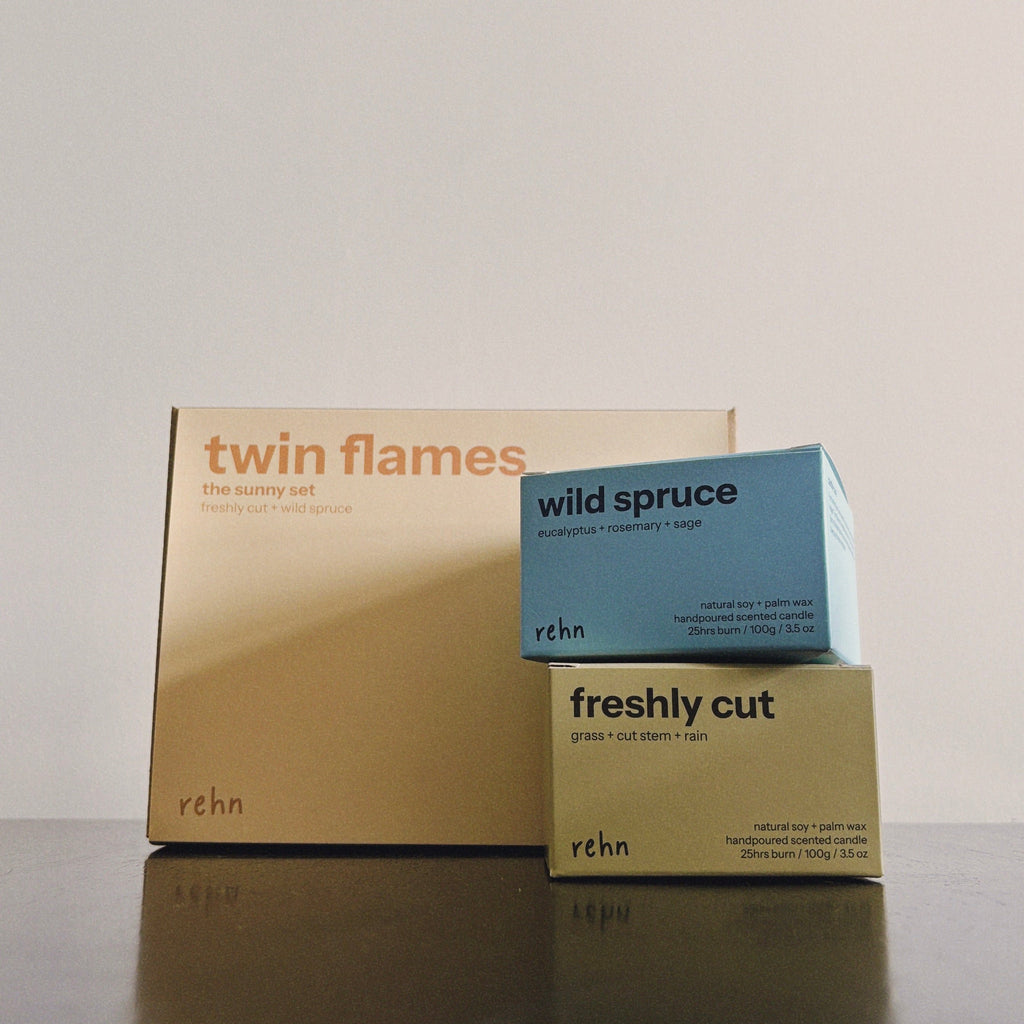 twin flames
the sunny set
freshly cut + wild spruce
rehn
wild spruce
eucalyptus + rosemary + sage
natural soy + palm wax
handpoured scented candle
25hrs burn / 100g / 3.5 oz
rehn
freshly cut
grass + cut stem + rain
natural soy + palm wax
handpoured scented candle
25hrs burn / 100g / 3.5 oz
rehn